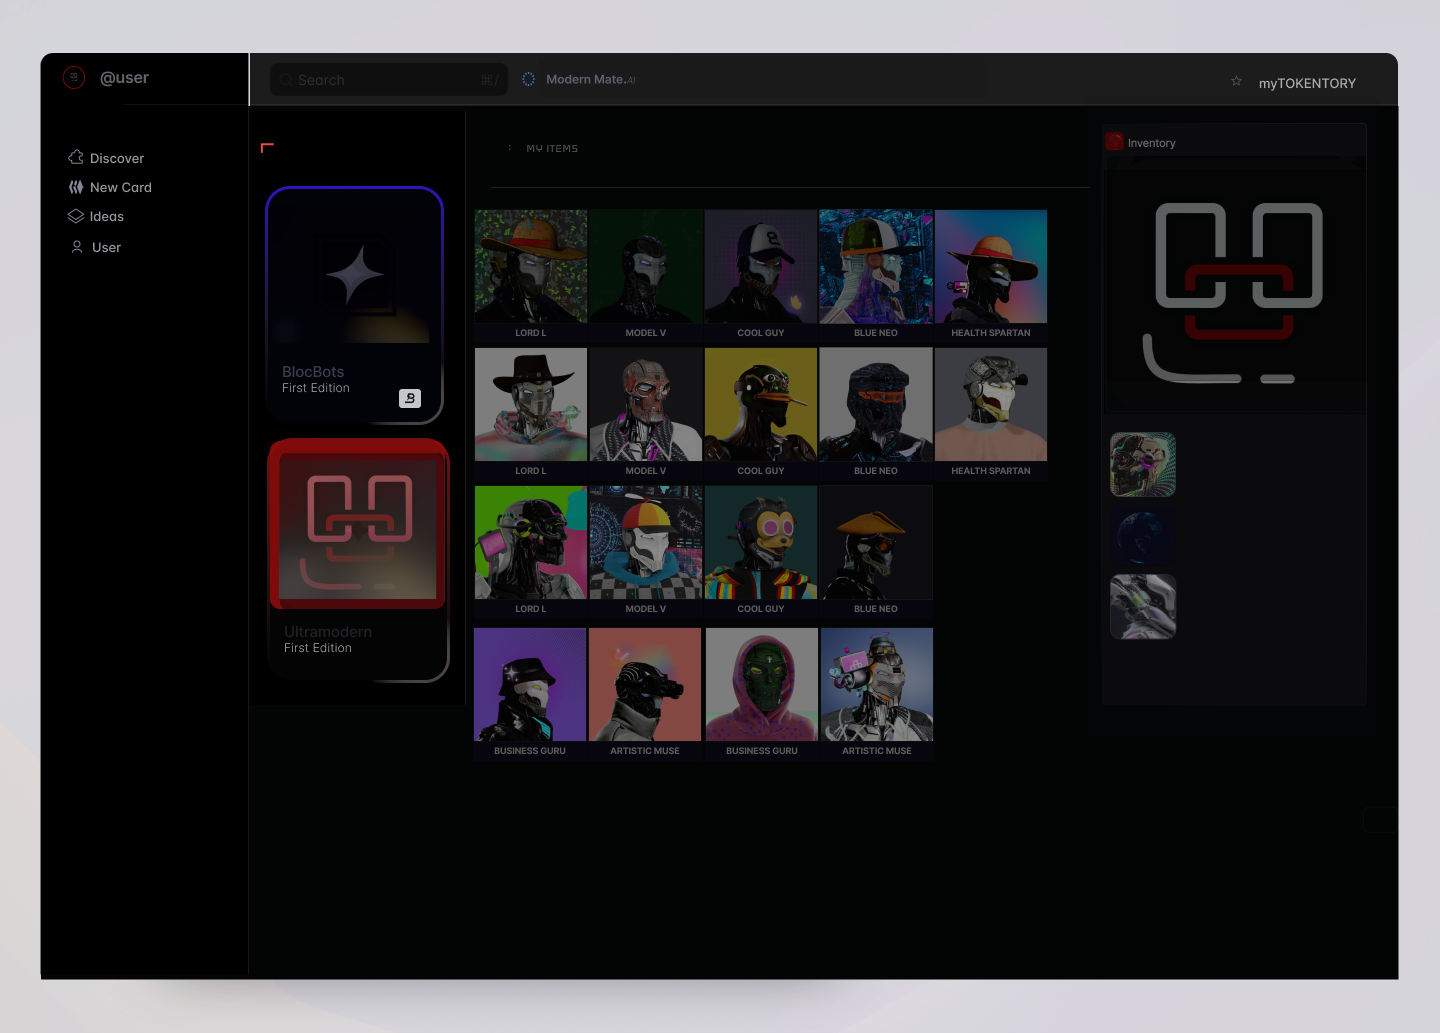 @user
Search
⌘/
Modern Mate.AI
myTOKENTORY
Discover
New Card
Ideas
User
BlocBots
First Edition
B
Ultramodern
First Edition
: MY ITEMS
LORD L
MODEL V
COOL GUY
BLUE NEO
HEALTH SPARTAN
LORD L
MODEL V
COOL GUY
BLUE NEO
HEALTH SPARTAN
LORD L
MODEL V
COOL GUY
BLUE NEO
BUSINESS GURU
ARTISTIC MUSE
BUSINESS GURU
ARTISTIC MUSE
Inventory